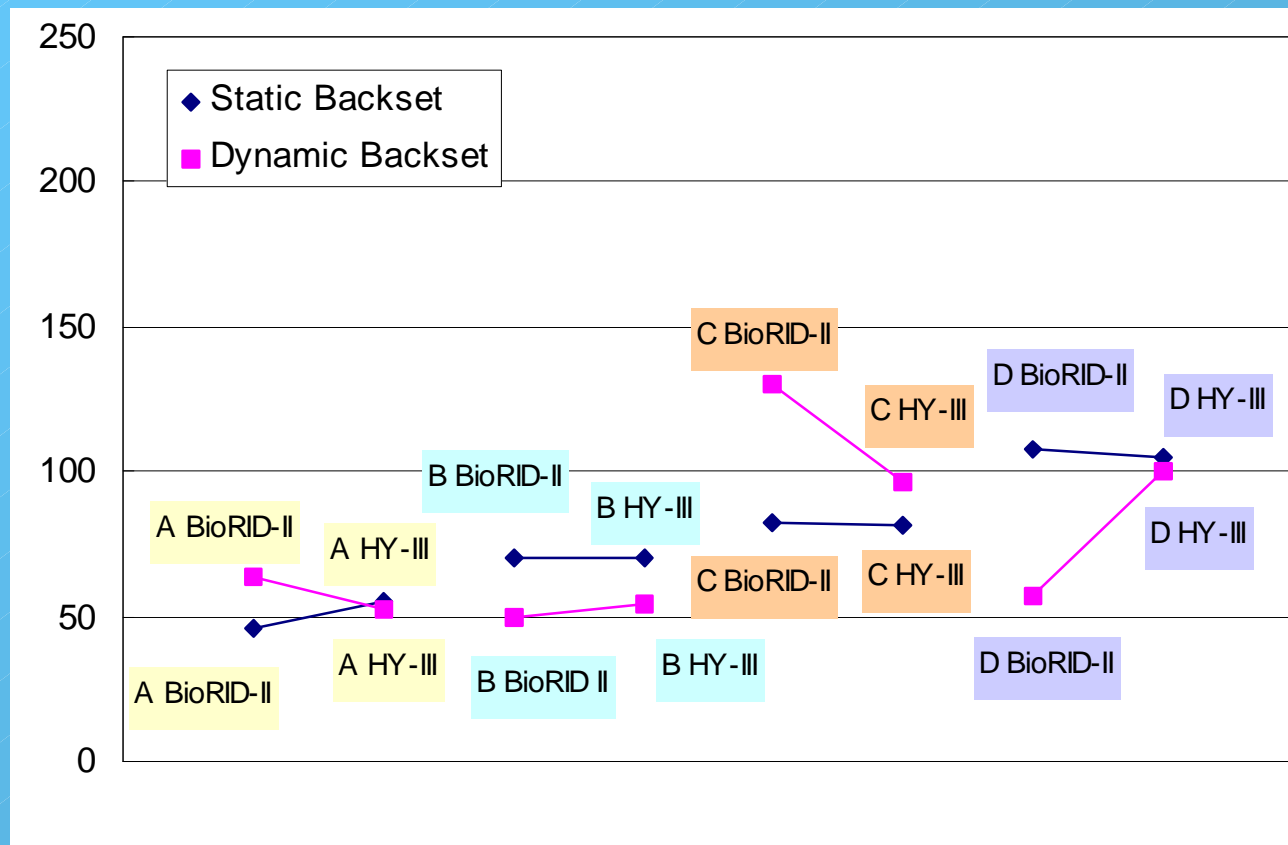 250
200
150
100
50
0
Static Backset
Dynamic Backset
A BioRID-II
A HY-III
A BioRID-II
A HY-III
B BioRID-II
B HY-III
B BioRID II
B HY-III
C BioRID-II
C HY-III
C BioRID-II
C HY-III
D BioRID-II
D HY-III
D BioRID-II
D HY-III